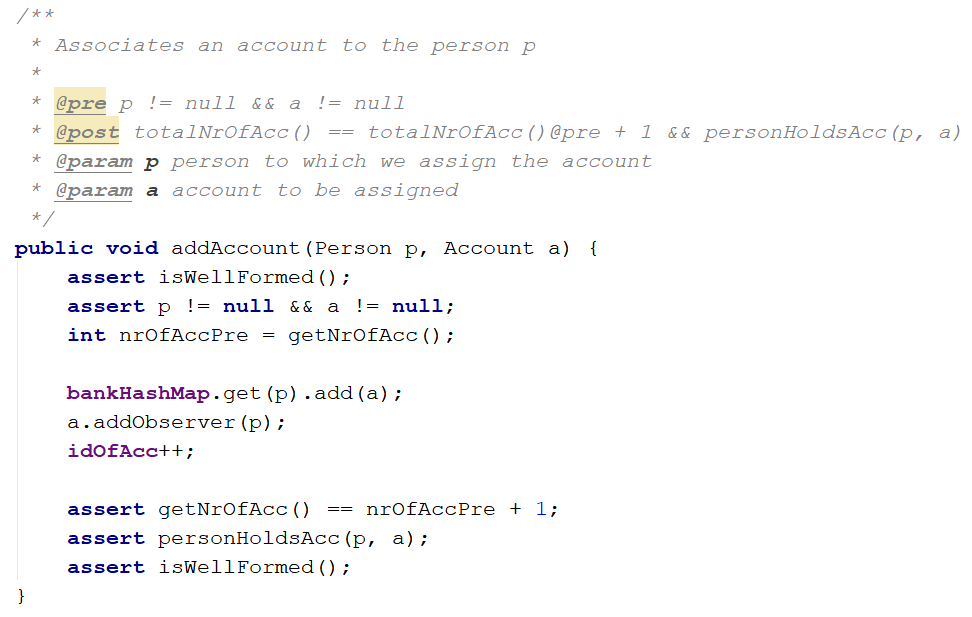 /**
 * Associates an account to the person p
 *
 * @pre p != null && a != null
 * @post totalNrOfAcc() == totalNrOfAcc()@pre + 1 && personHoldsAcc(p, a)
 * @param p person to which we assign the account
 * @param a account to be assigned
 */
public void addAccount(Person p, Account a) {
    assert isWellFormed();
    assert p != null && a != null;
    int nrOfAccPre = getNrOfAcc();

    bankHashMap.get(p).add(a);
    a.addObserver(p);
    idOfAcc++;

    assert getNrOfAcc() == nrOfAccPre + 1;
    assert personHoldsAcc(p, a);
    assert isWellFormed();
}